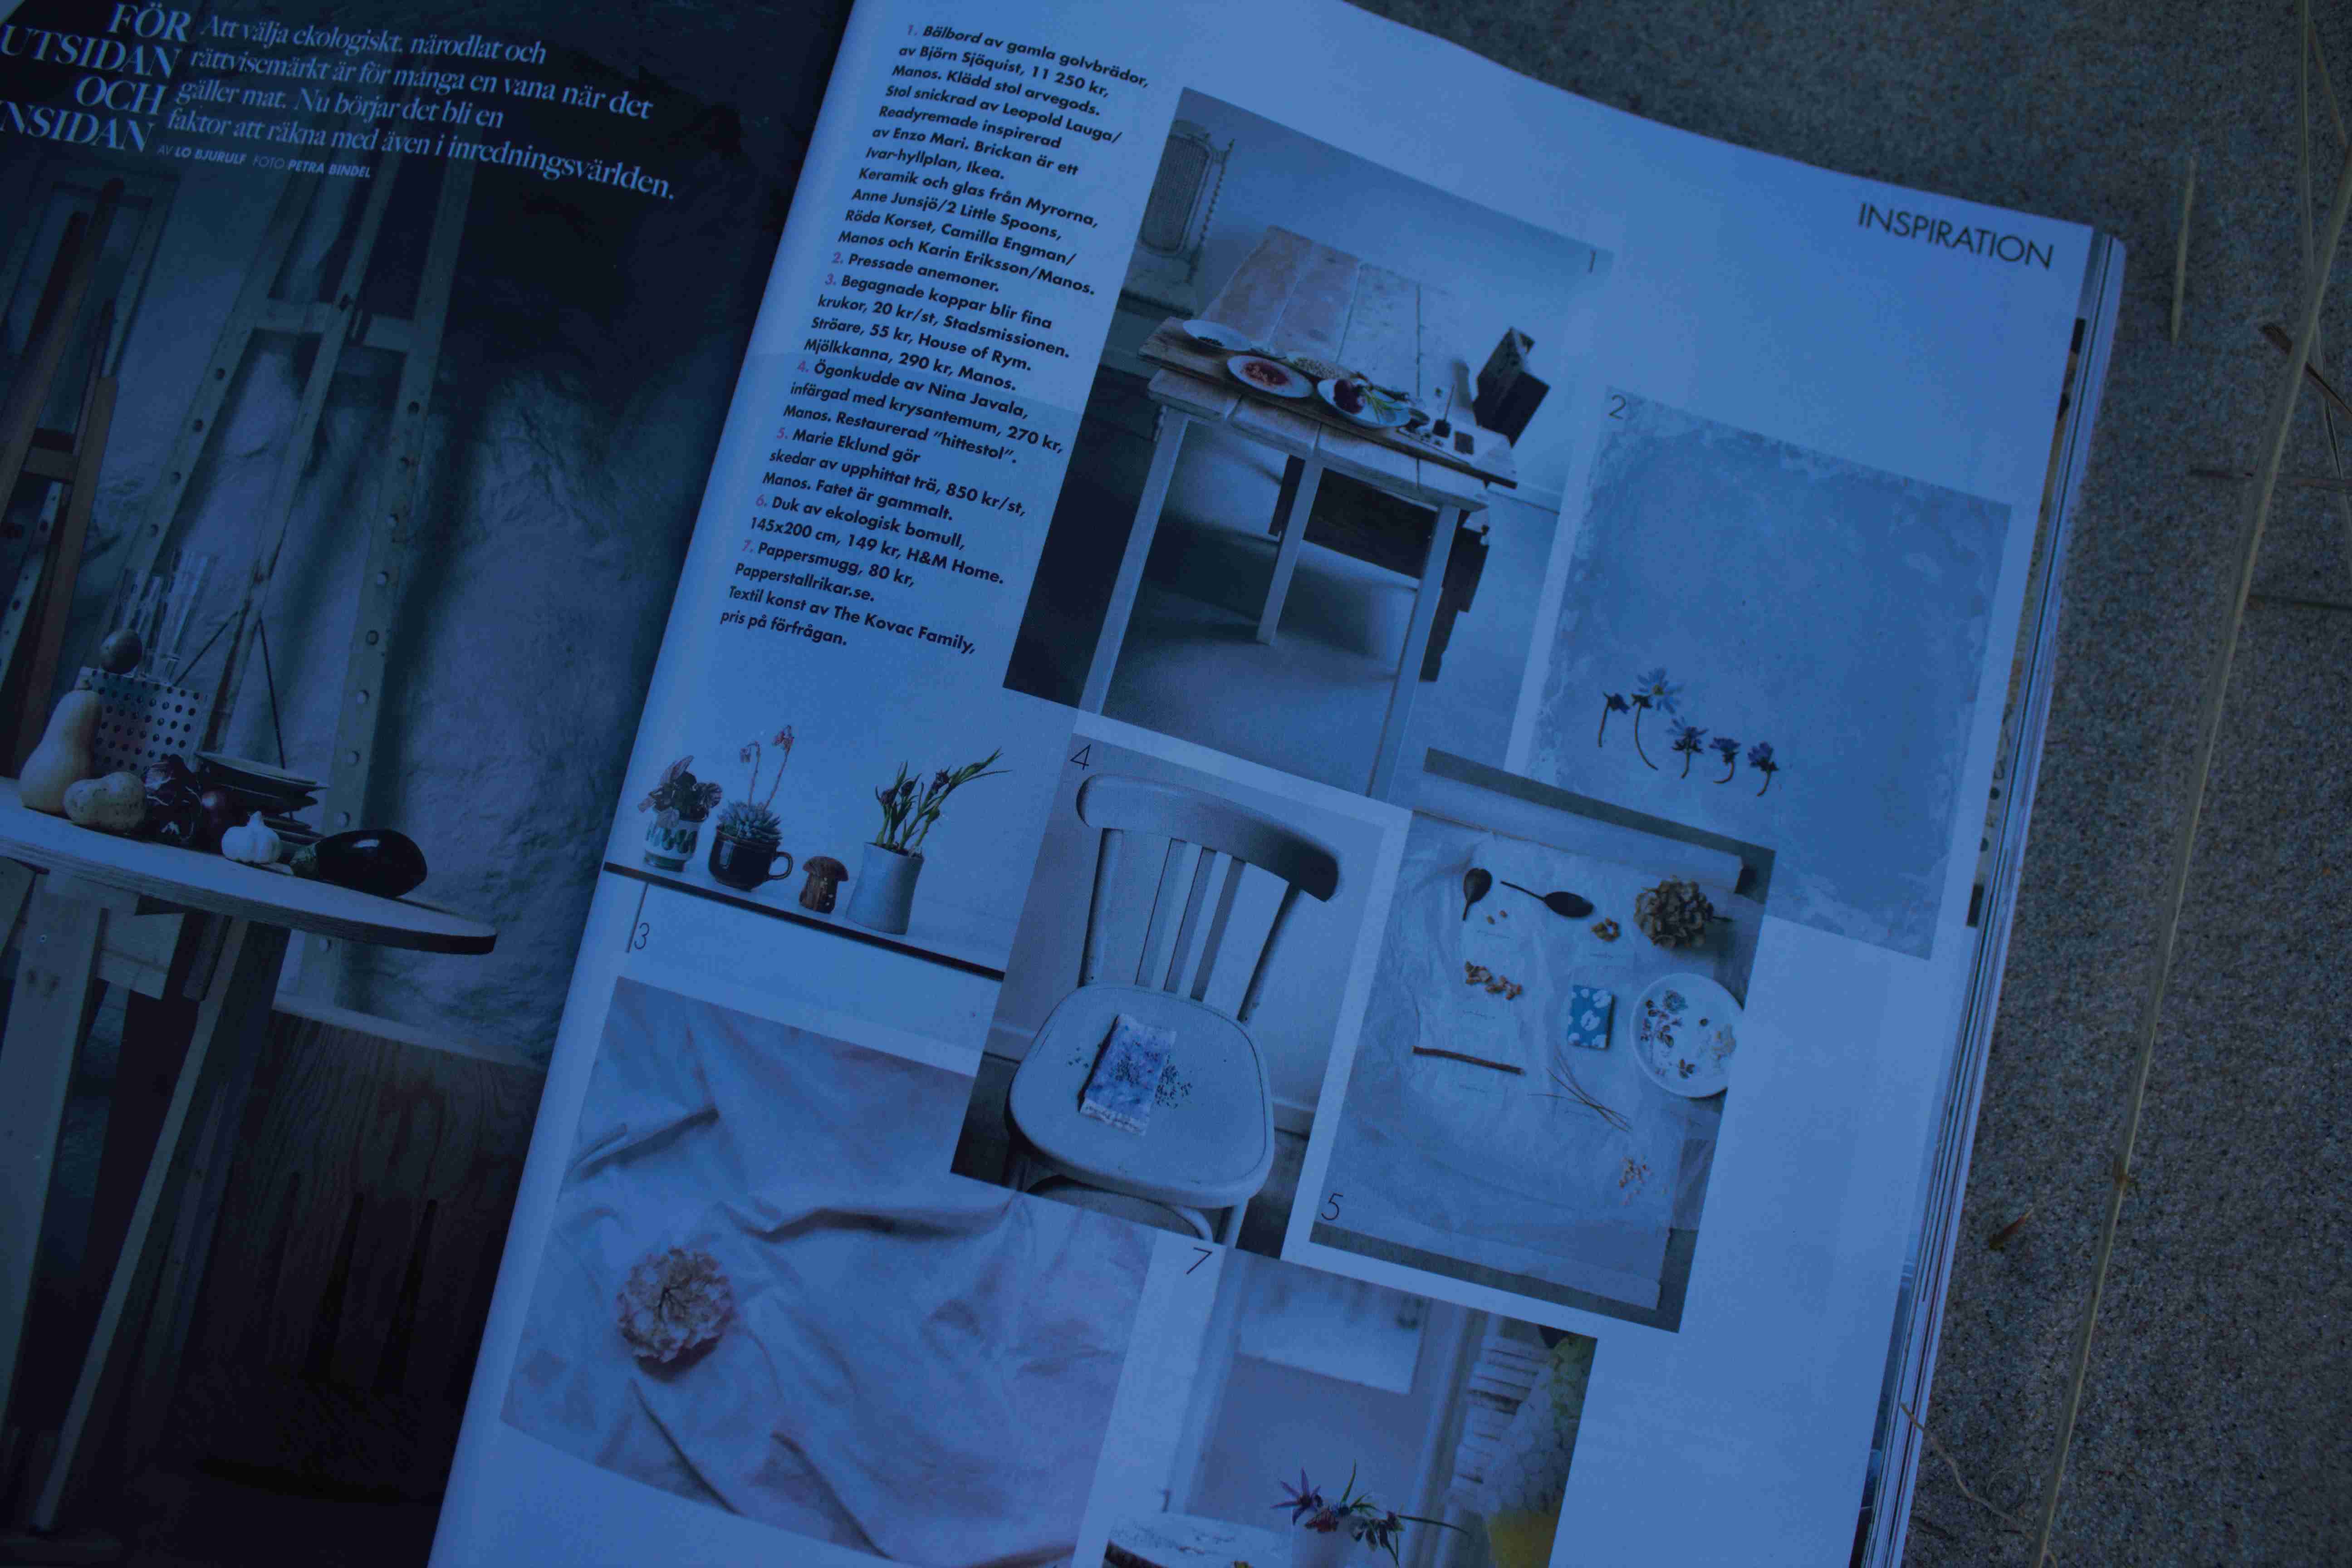 FÖR
UTSIDAN
OCH
INSIDAN
Att välja ekologiskt, närodlat och
rättvisemärkt är för många en vana när det
gäller mat. Nu börjar det bli en
faktor att räkna med även i inredningsvärlden.
AV LO BJURULF FOTO PETRA BINDEL
1. Bälbord av gamla golvbrädor,
av Björn Sjöquist, 11 250 kr,
Manos. Klädd stol arvegods.
Stol snickrad av Leopold Lauga/
Readyremade inspirerad
av Enzo Mari. Brickan är ett
Ivar-hyllplan, Ikea.
Keramik och glas från Myrorna,
Anne Junsjö/2 Little Spoons,
Röda Korset, Camilla Engman/
Manos och Karin Eriksson/Manos.
2. Pressade anemoner.
3. Begagnade koppar blir fina
krukor, 20 kr/st, Stadsmissionen.
Ströare, 55 kr, House of Rym.
Mjölkkanna, 290 kr, Manos.
4. Ögonkudde av Nina Javala,
infärgad med krysantemum, 270 kr,
Manos. Restaurerad "hittestol".
5. Marie Eklund gör
skedar av upphittat trä, 850 kr/st,
Manos. Fatet är gammalt.
6. Duk av ekologisk bomull,
145x200 cm, 149 kr, H&M Home.
7. Pappersmugg, 80 kr,
Papperstallrikar.se.
Textil konst av The Kovac Family,
pris på förfrågan.
INSPIRATION
1
2
3
4
5
7